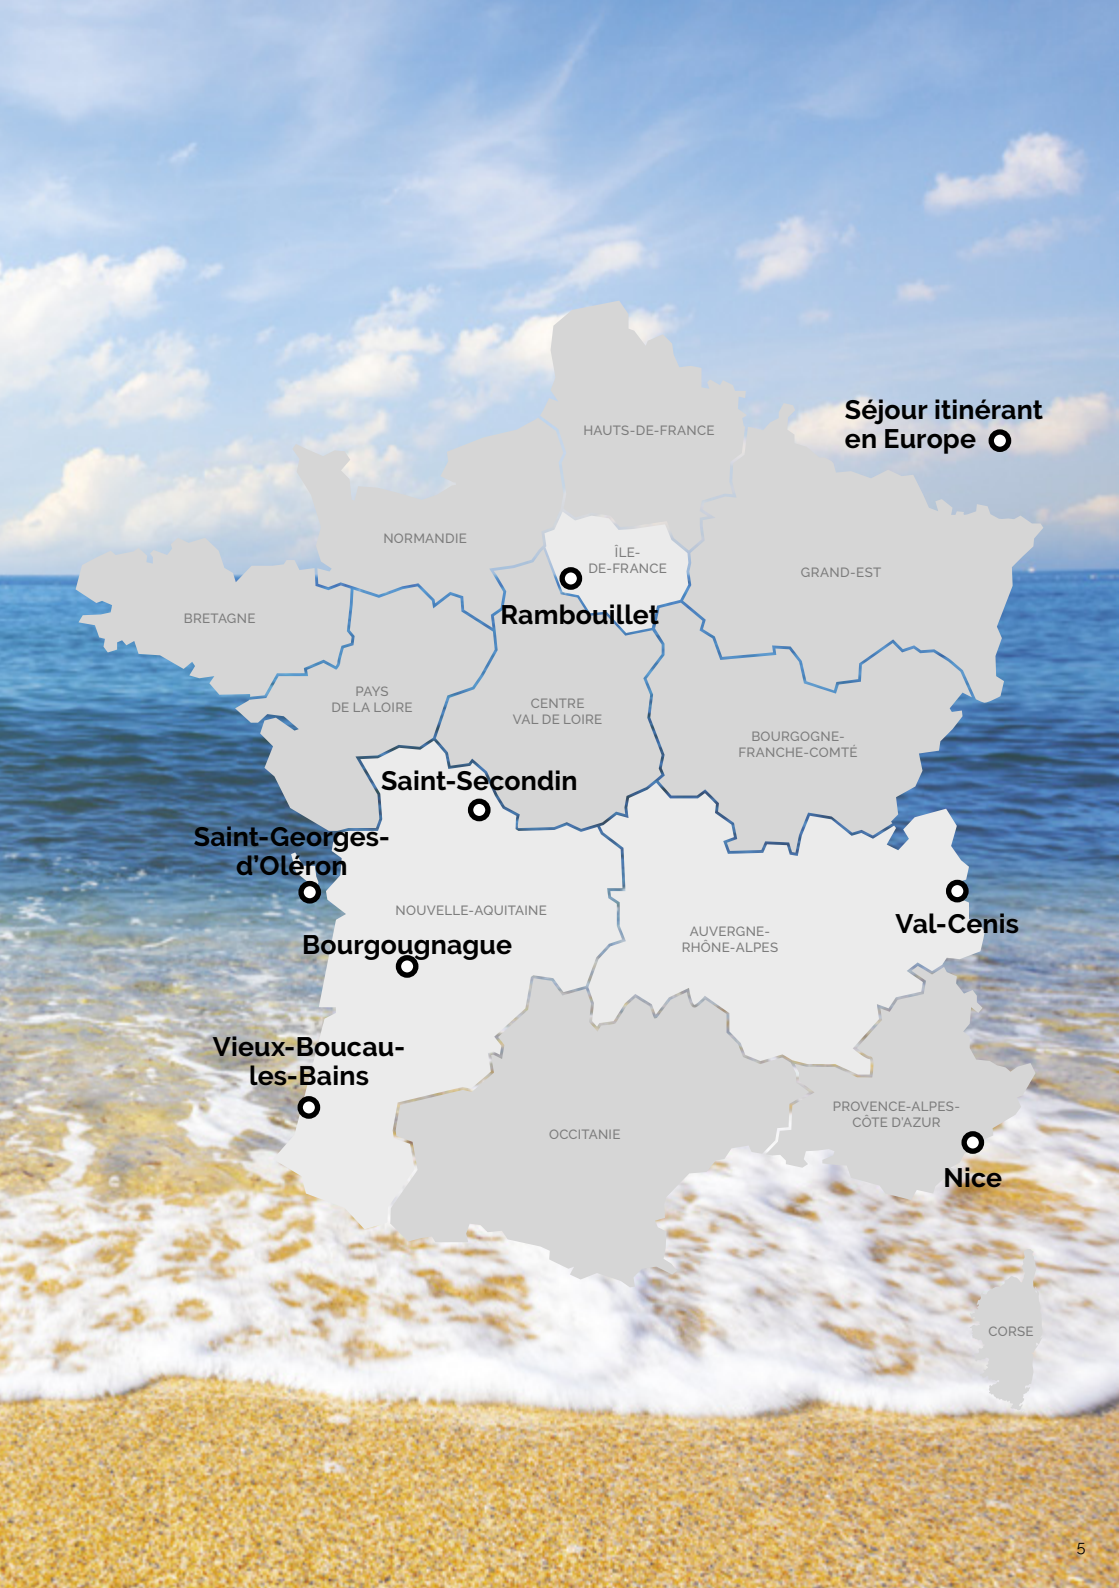 Séjour itinérant
en Europe
HAUTS-DE-FRANCE
NORMANDIE
ÎLE-
DE-FRANCE
GRAND-EST
Rambouillet
BRETAGNE
PAYS
DE LA LOIRE
CENTRE
VAL DE LOIRE
BOURGOGNE-
FRANCHE-COMTÉ
Saint-Secondin
Saint-Georges-
d'Oléron
NOUVELLE-AQUITAINE
Val-Cenis
AUVERGNE-
RHÔNE-ALPES
Bourgougnague
Vieux-Boucau-
les-Bains
PROVENCE-ALPES-
CÔTE D'AZUR
OCCITANIE
Nice
CORSE
5